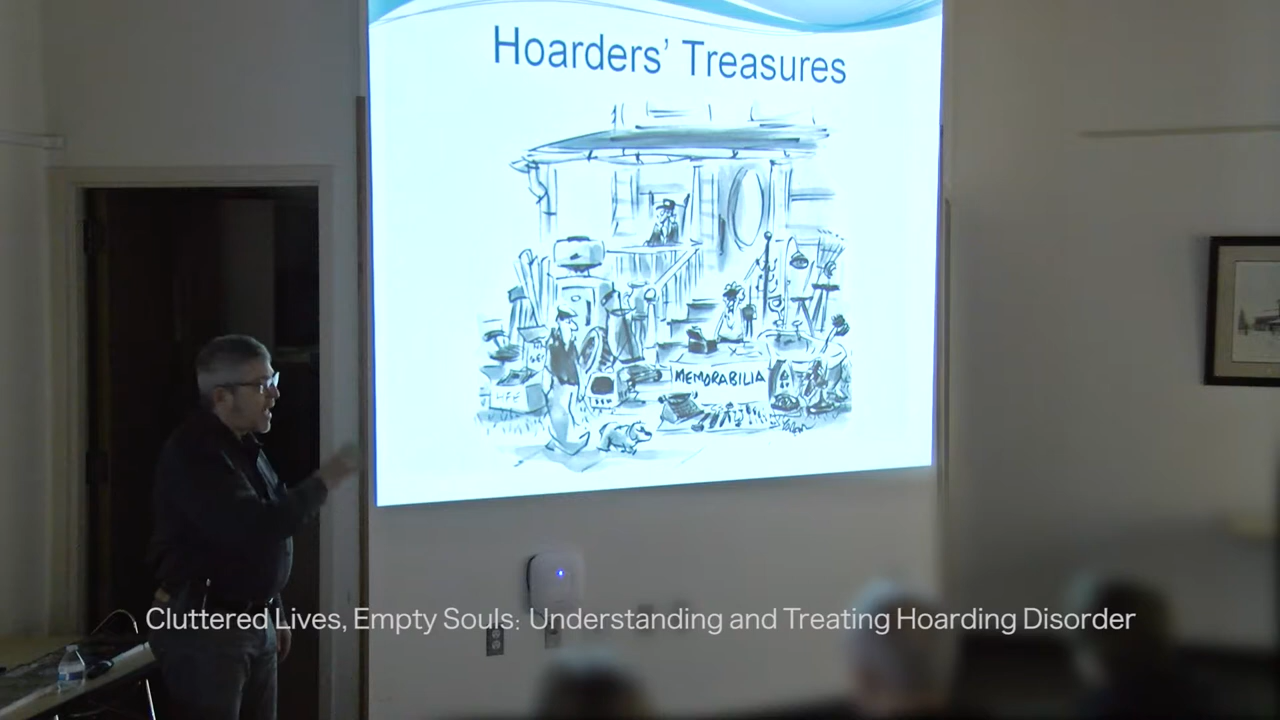 Hoarders’ Treasures
MEMORABILIA
Cluttered Lives, Empty Souls: Understanding and Treating Hoarding Disorder